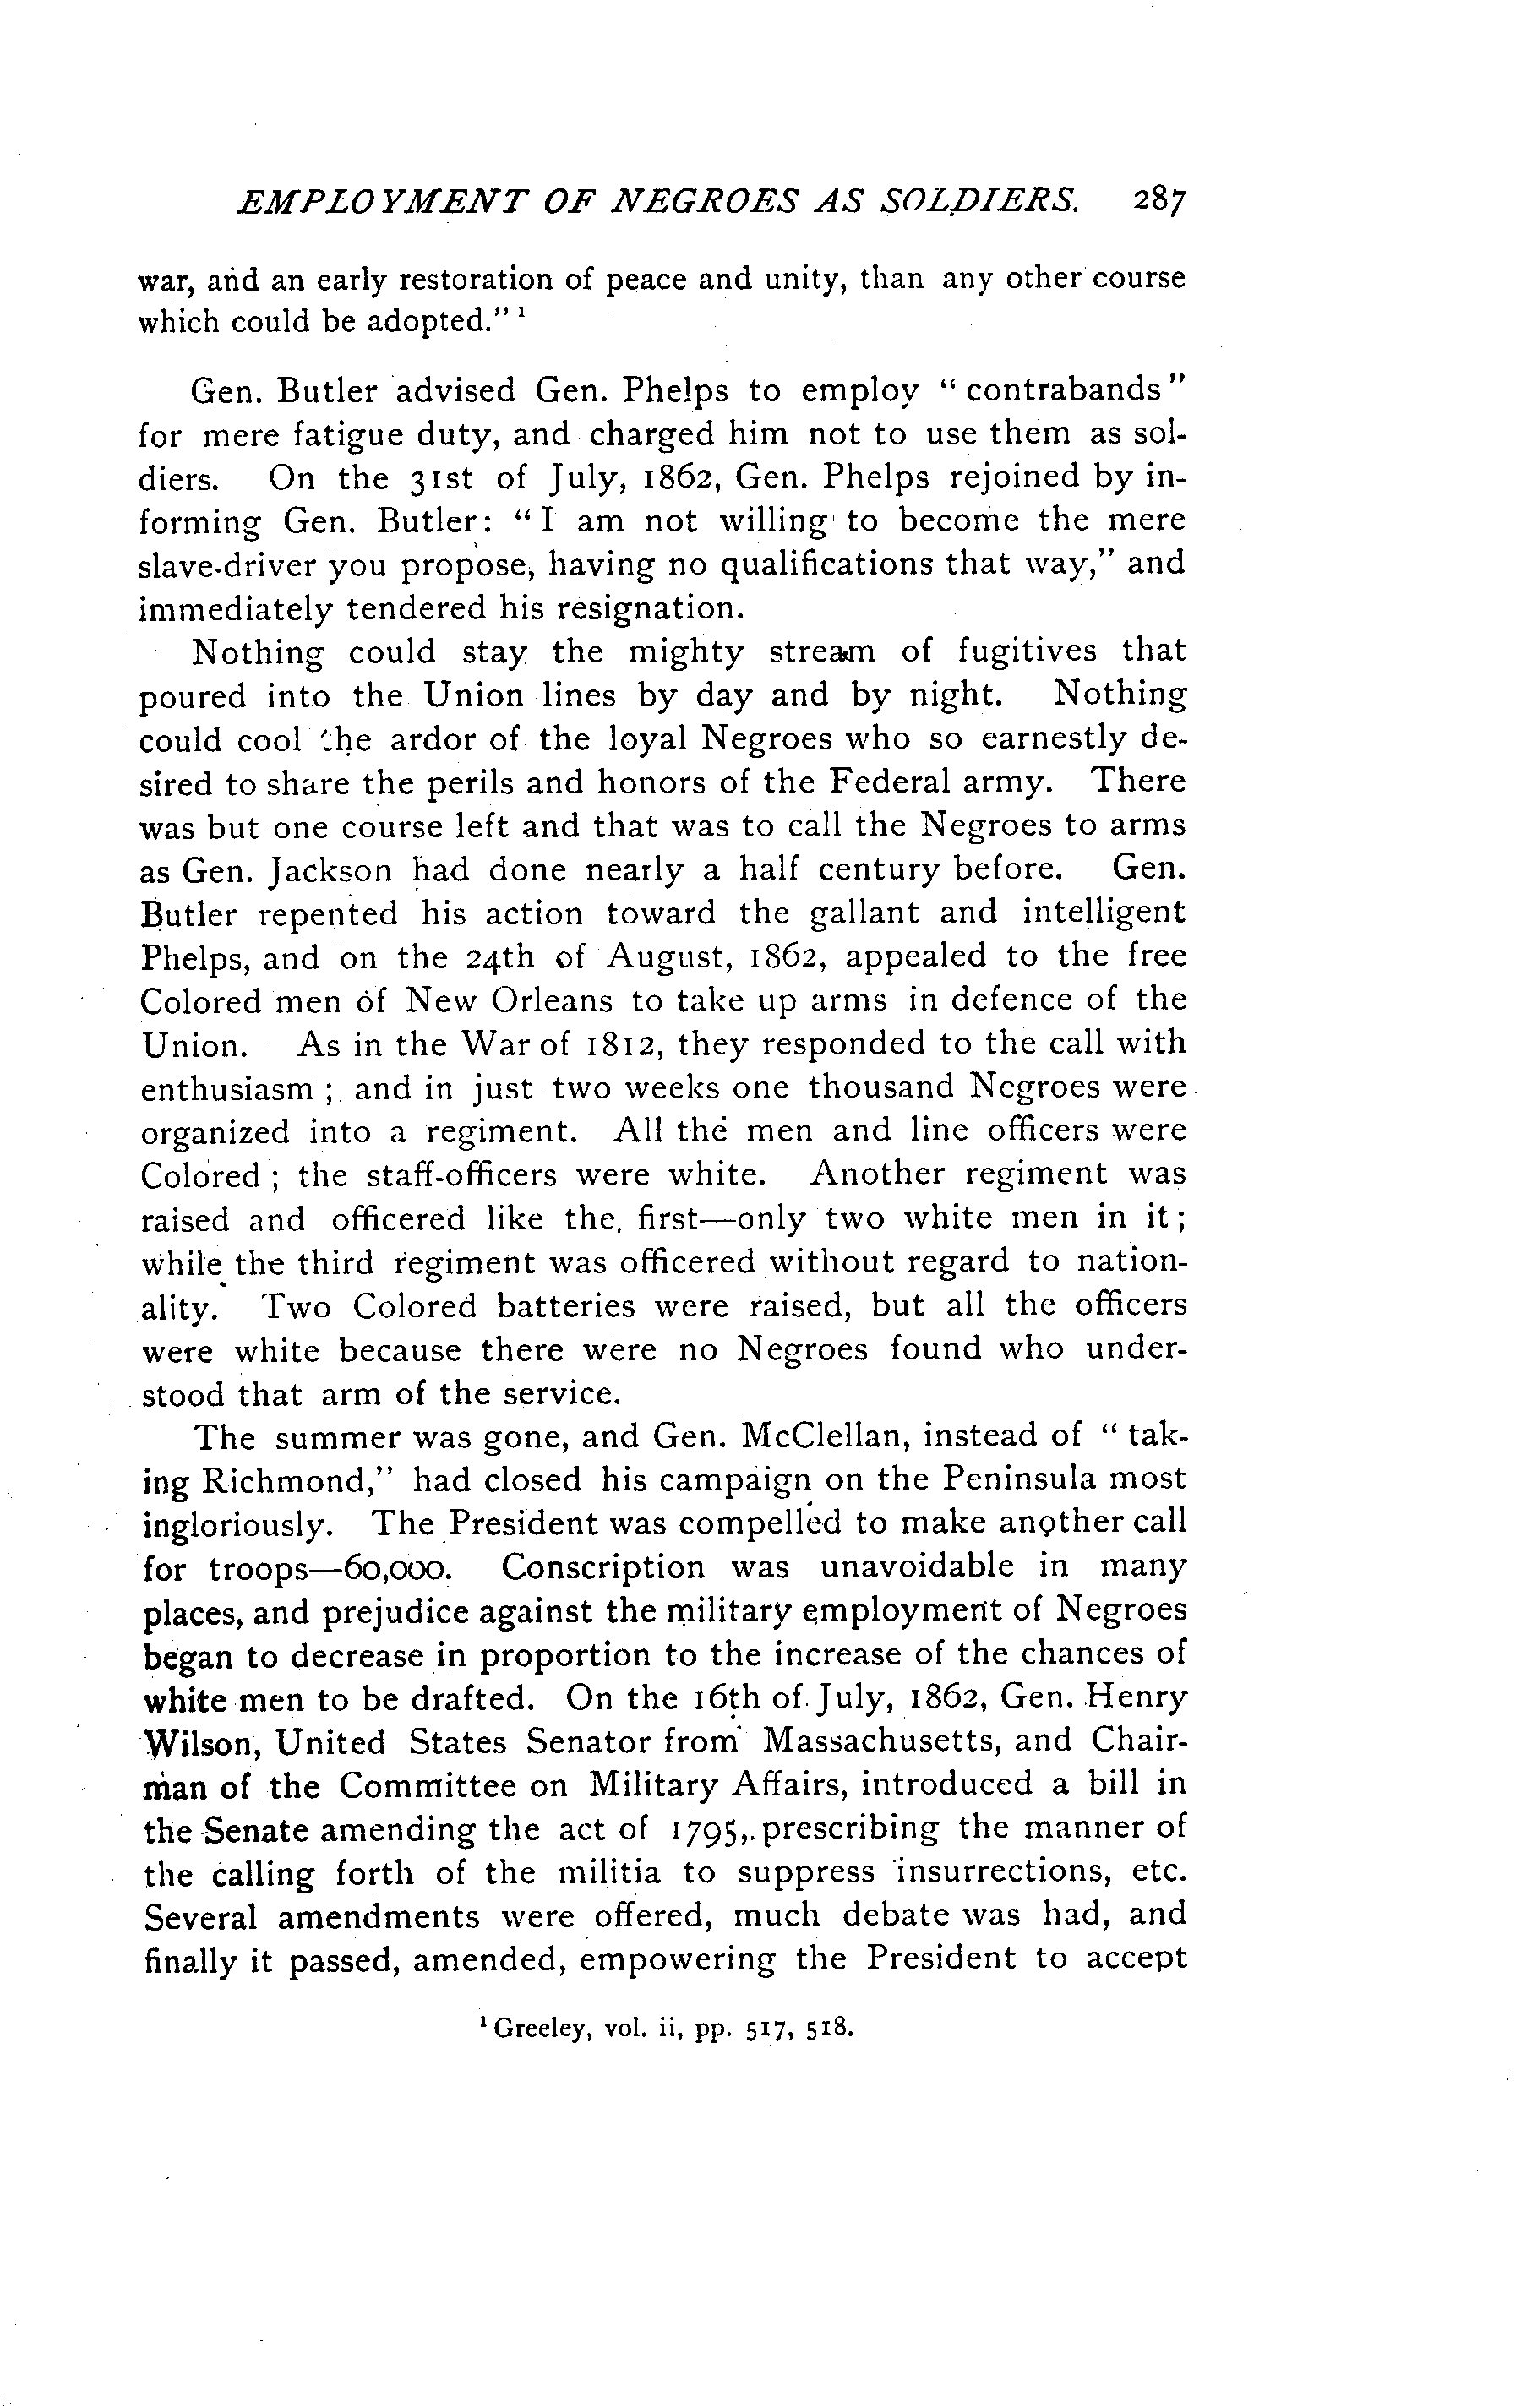 EMPLOYMENT OF NEGROES AS SOLDIERS. 287
war, and an early restoration of peace and unity, than any other course
which could be adopted." ¹
Gen. Butler advised Gen. Phelps to employ " contrabands "
for mere fatigue duty, and charged him not to use them as sol-
diers. On the 31st of July, 1862, Gen. Phelps rejoined by in-
forming Gen. Butler: " I am not willing to become the mere
slave-driver you propose, having no qualifications that way," and
immediately tendered his resignation.
Nothing could stay the mighty stream of fugitives that
poured into the Union lines by day and by night. Nothing
could cool the ardor of the loyal Negroes who so earnestly de-
sired to share the perils and honors of the Federal army. There
was but one course left and that was to call the Negroes to arms
as Gen. Jackson had done nearly a half century before. Gen.
Butler repented his action toward the gallant and intelligent
Phelps, and on the 24th of August, 1862, appealed to the free
Colored men of New Orleans to take up arms in defence of the
Union. As in the War of 1812, they responded to the call with
enthusiasm ; and in just two weeks one thousand Negroes were
organized into a regiment. All the men and line officers were
Colored ; the staff-officers were white. Another regiment was
raised and officered like the first—only two white men in it ;
while the third regiment was officered without regard to nation-
ality. Two Colored batteries were raised, but all the officers
were white because there were no Negroes found who under-
stood that arm of the service.
The summer was gone, and Gen. McClellan, instead of " tak-
ing Richmond," had closed his campaign on the Peninsula most
ingloriously. The President was compelled to make another call
for troops—60,000. Conscription was unavoidable in many
places, and prejudice against the military employment of Negroes
began to decrease in proportion to the increase of the chances of
white men to be drafted. On the 16th of July, 1862, Gen. Henry
Wilson, United States Senator from Massachusetts, and Chair-
man of the Committee on Military Affairs, introduced a bill in
the Senate amending the act of 1795, prescribing the manner of
the calling forth of the militia to suppress insurrections, etc.
Several amendments were offered, much debate was had, and
finally it passed, amended, empowering the President to accept
¹ Greeley, vol. ii, pp. 517, 518.